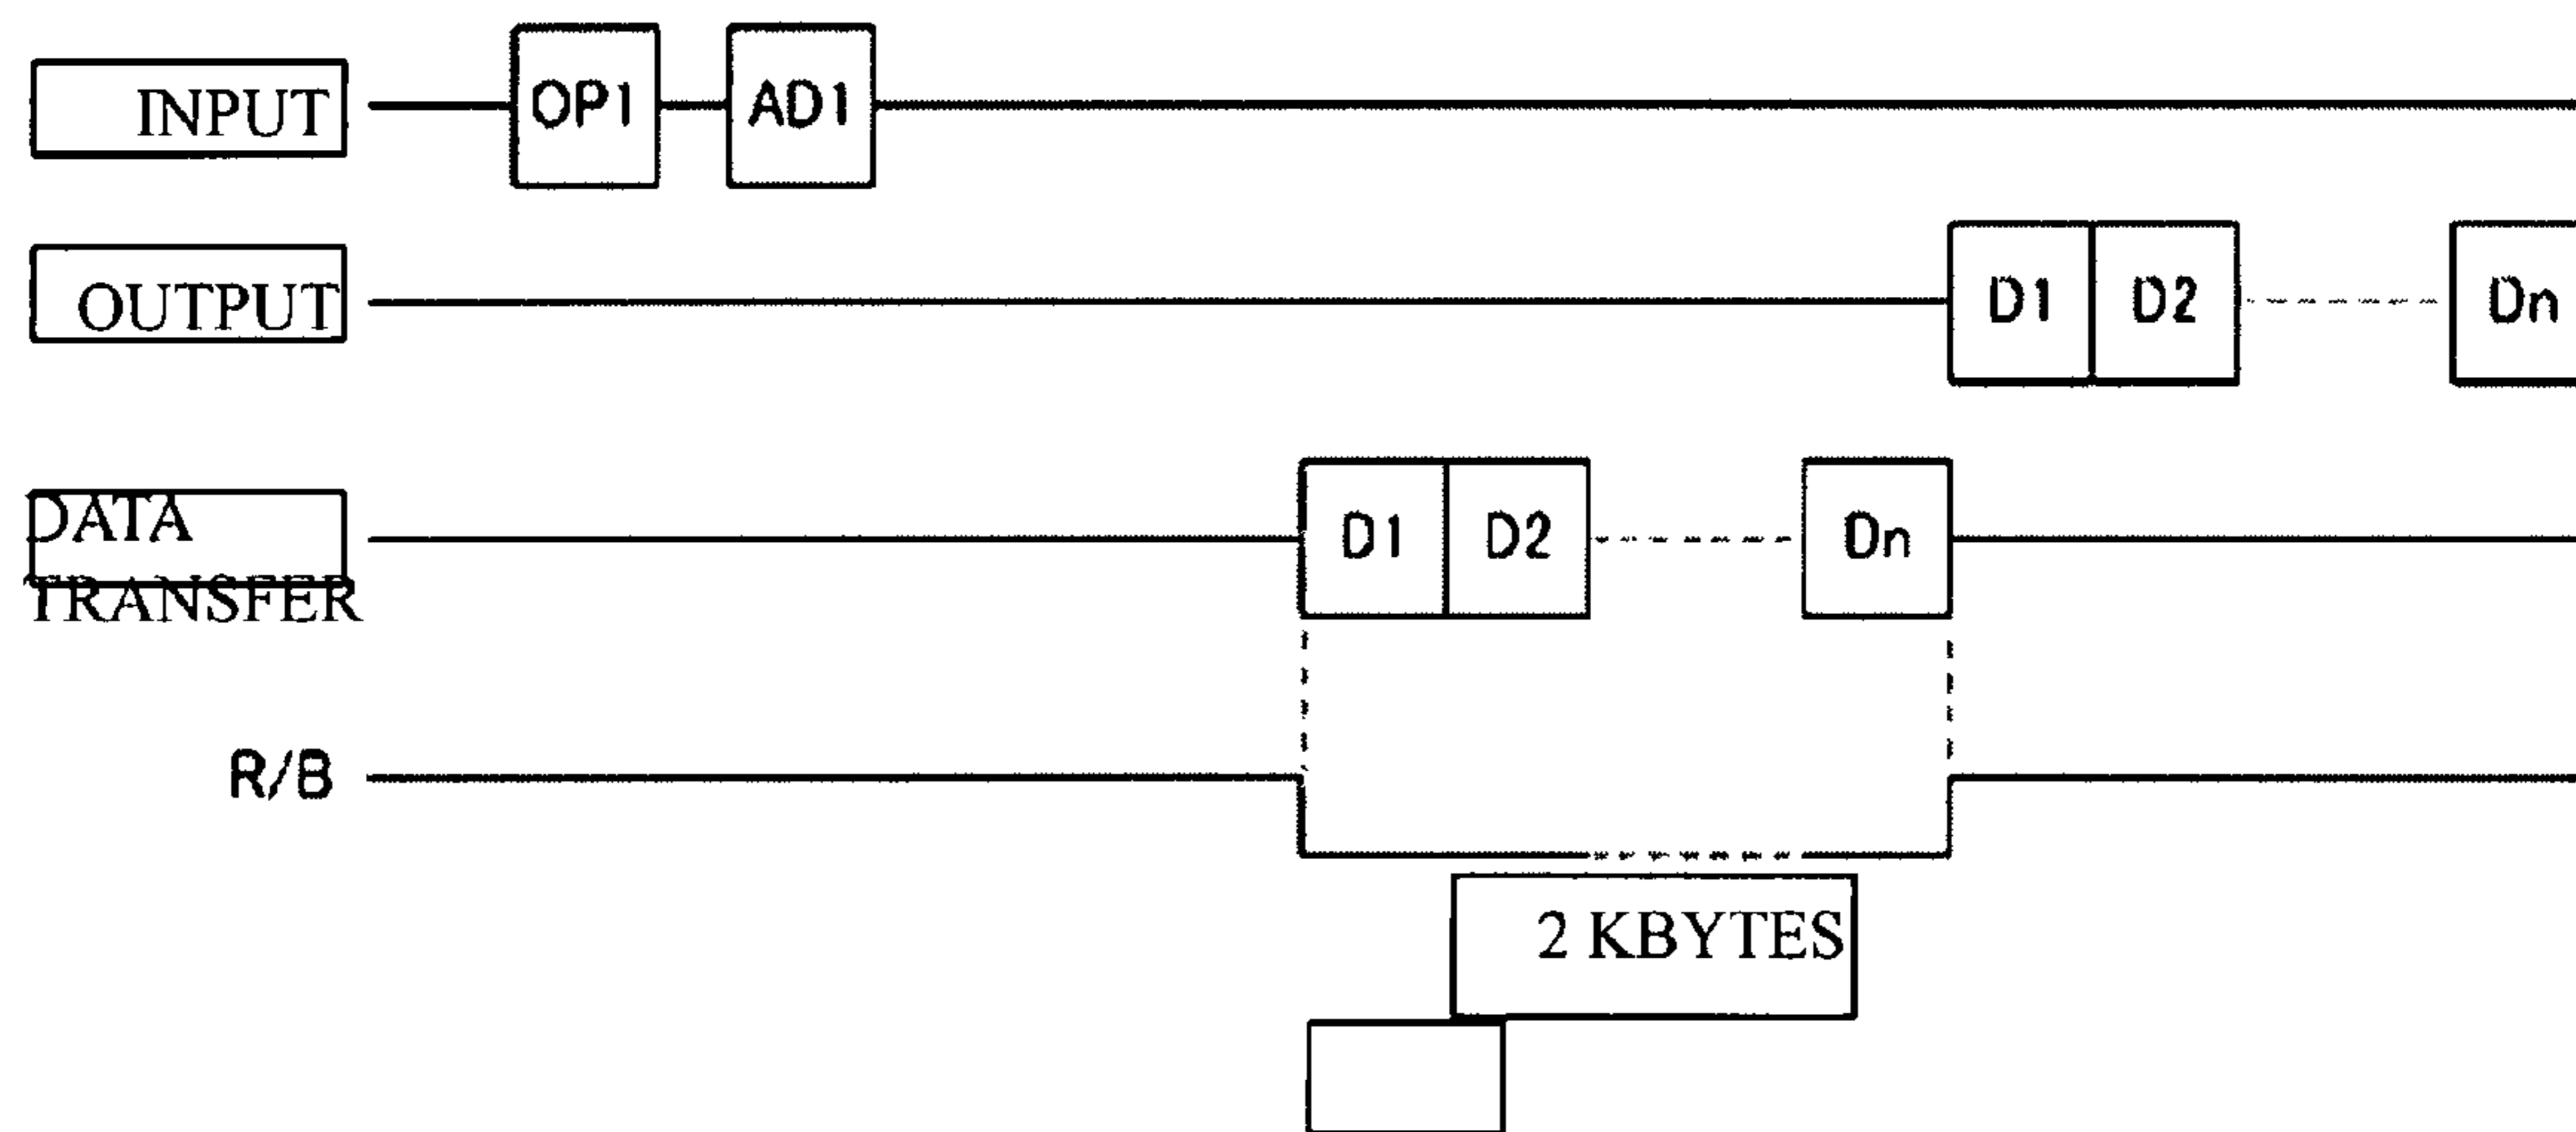 INPUT OP1 AD1
OUTPUT D1 D2 Dn
DATA
TRANSFER
D1 D2 Dn
R/B
2 KBYTES